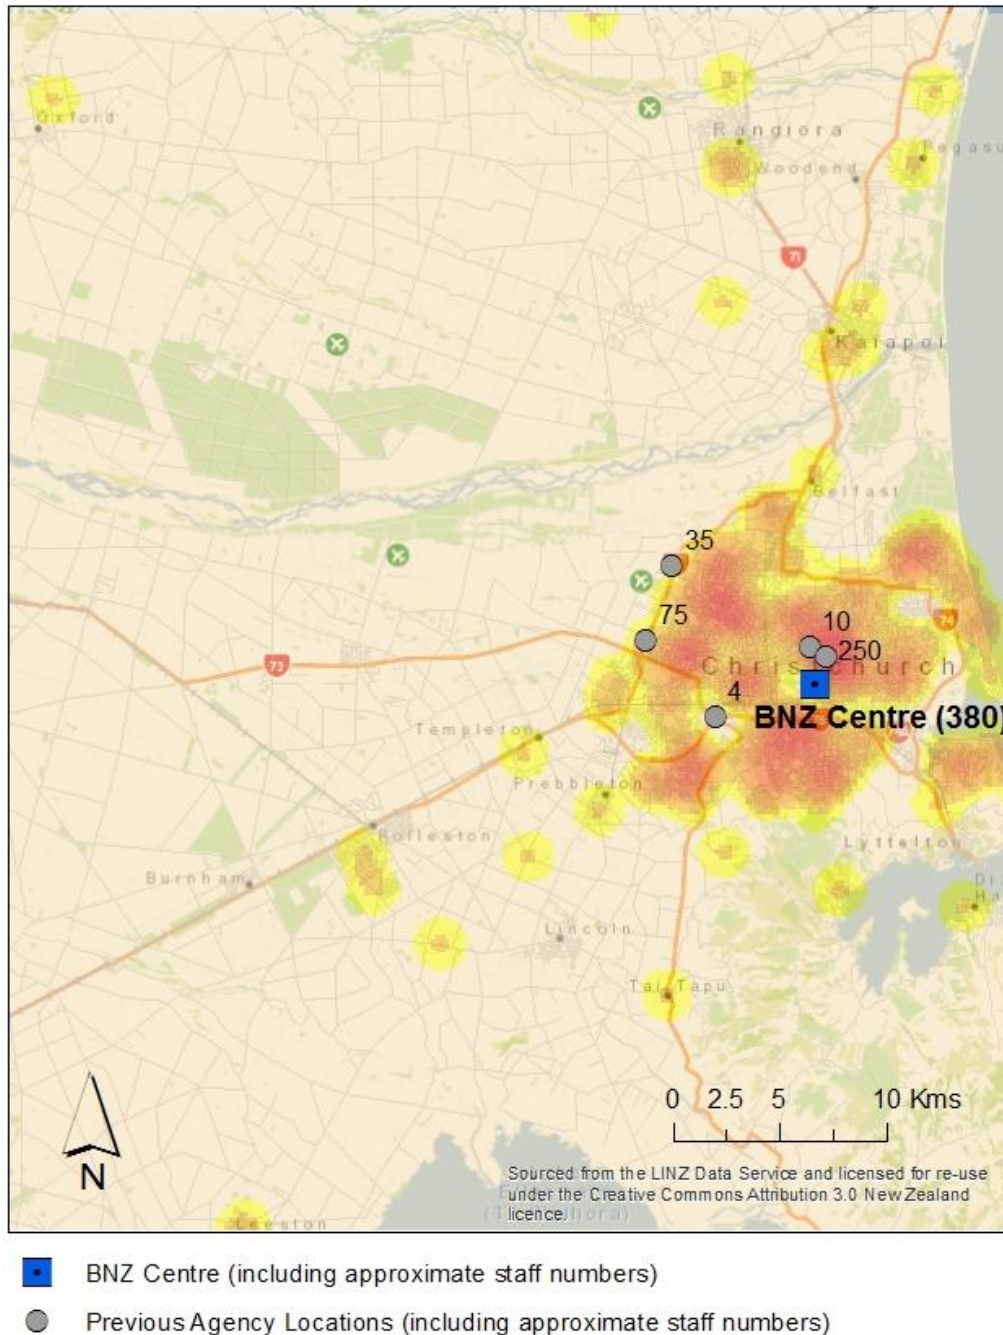 Oxford
Rangiora
Woodend
Pegasu
71
Kaiapoi
Belfast
35
75
10
250
74
73
Christchurch
4
BNZ Centre (380)
Templeton
Prebbleton
Rolleston
Lyttelton
Burnham
Di
Ha
Lincoln
Tai Tapu
0 2.5 5 10 Kms
N
Sourced from the LINZ Data Service and licensed for re-use
under the Creative Commons Attribution 3.0 New Zealand
licence.
Leeston
BNZ Centre (including approximate staff numbers)
Previous Agency Locations (including approximate staff numbers)